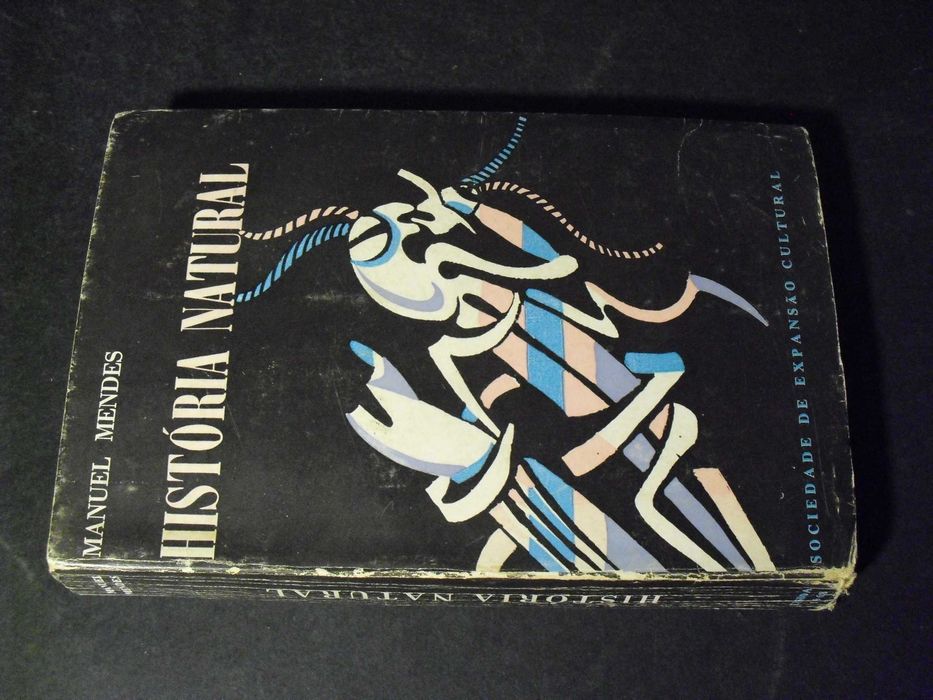 MANUEL MENDES
HISTÓRIA NATURAL
SOCIEDADE DE EXPANSÃO CULTURAL
HISTÓRIA NATURAL